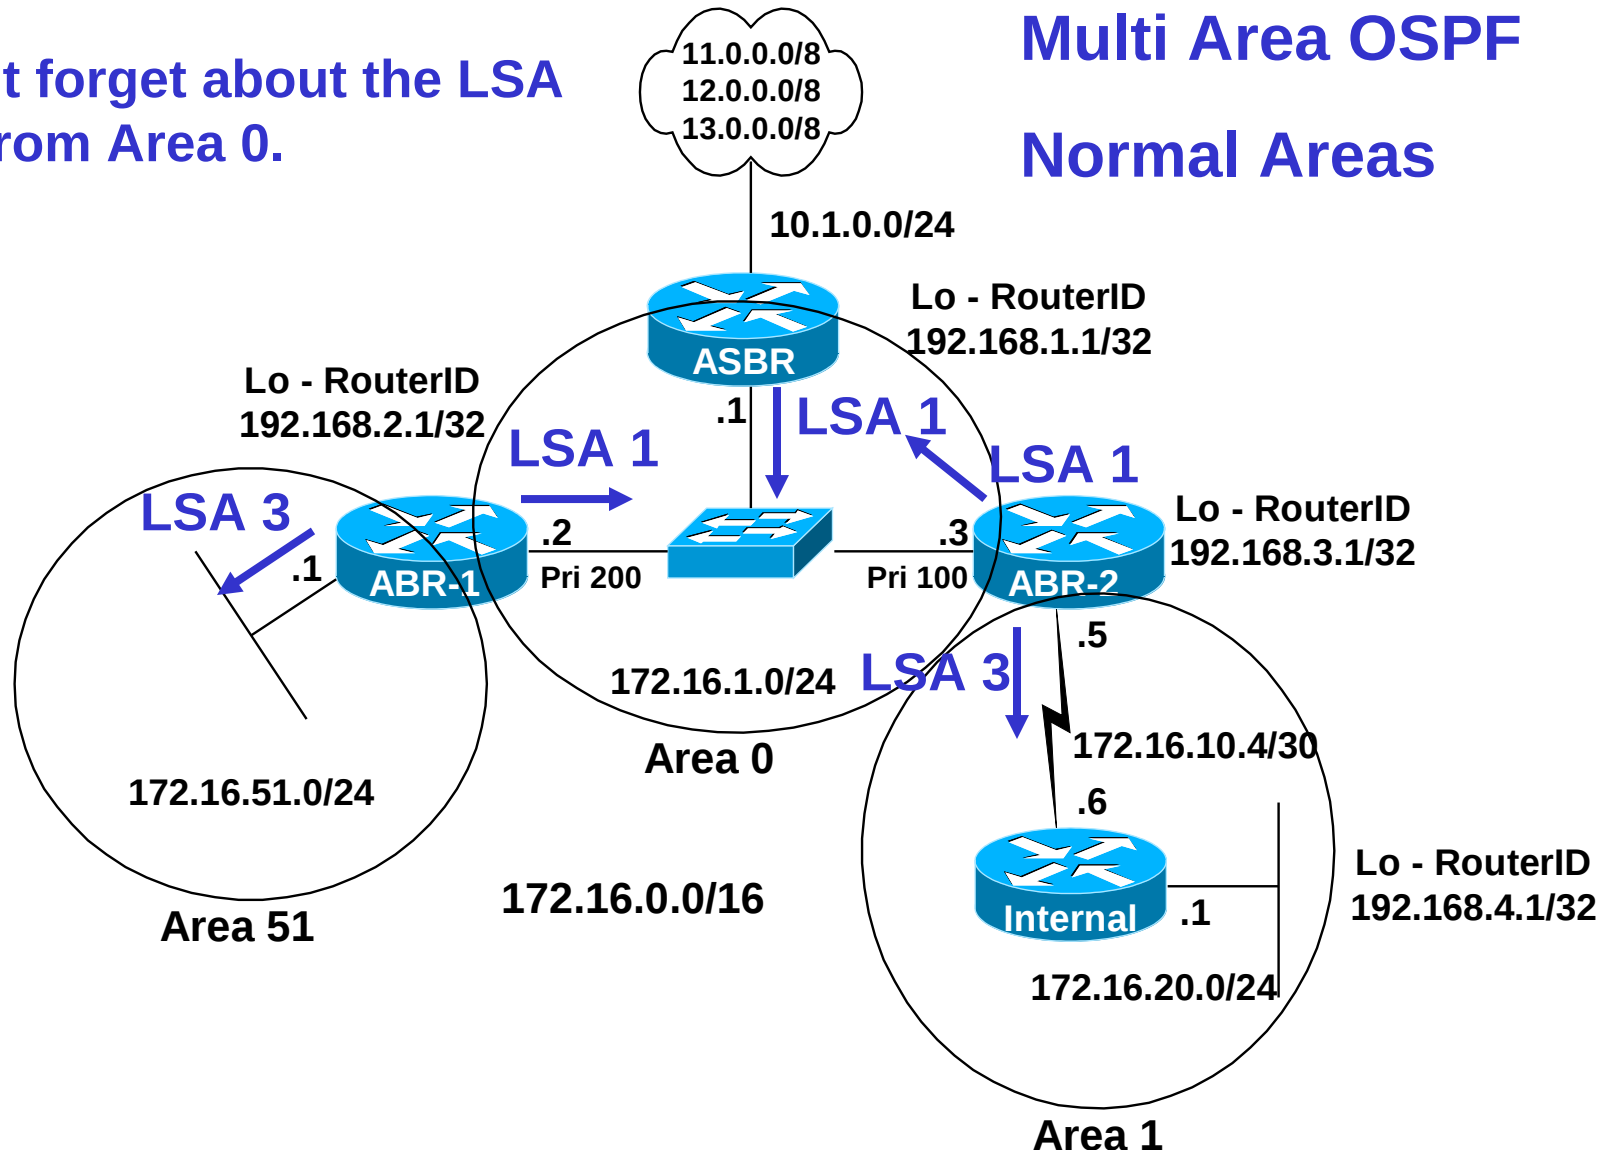 t forget about the LSA
rom Area 0.
Multi Area OSPF
Normal Areas
11.0.0.0/8
12.0.0.0/8
13.0.0.0/8
10.1.0.0/24
Lo - RouterID
192.168.1.1/32
ASBR
Lo - RouterID
192.168.2.1/32
.1
LSA 1
LSA 1
LSA 1
LSA 3
Lo - RouterID
192.168.3.1/32
.2
.3
.1
ABR-1
Pri 200
Pri 100
ABR-2
.5
LSA 3
172.16.1.0/24
Area 0
172.16.10.4/30
172.16.51.0/24
.6
Lo - RouterID
192.168.4.1/32
172.16.0.0/16
Internal
.1
Area 51
172.16.20.0/24
Area 1